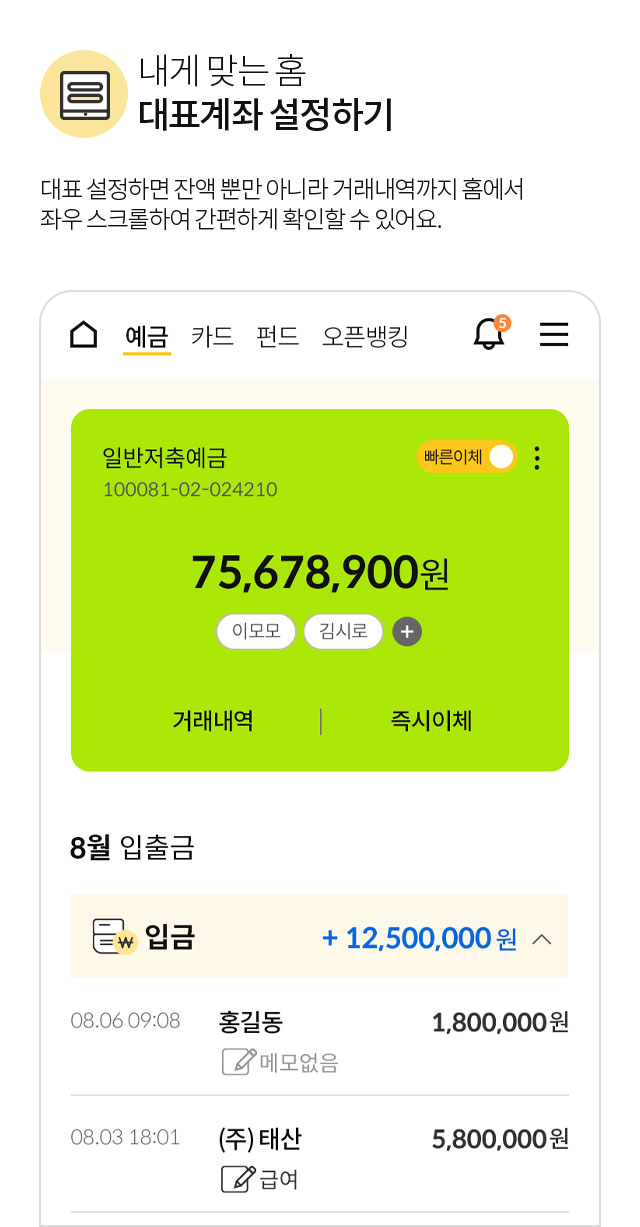 내게 맞는 홈
대표계좌 설정하기
대표 설정하면 잔액 뿐만 아니라 거래내역까지 홈에서
좌우 스크롤하여 간편하게 확인할 수 있어요.
예금 카드 펀드 오픈뱅킹 5
일반저축예금 빠른이체
100081-02-024210
75,678,900원
이모모 김시로 +
거래내역 | 즉시이체
8월 입출금
₩ 입금 + 12,500,000 원
08.06 09:08 홍길동 1,800,000원
메모없음
08.03 18:01 (주) 태산 5,800,000원
급여